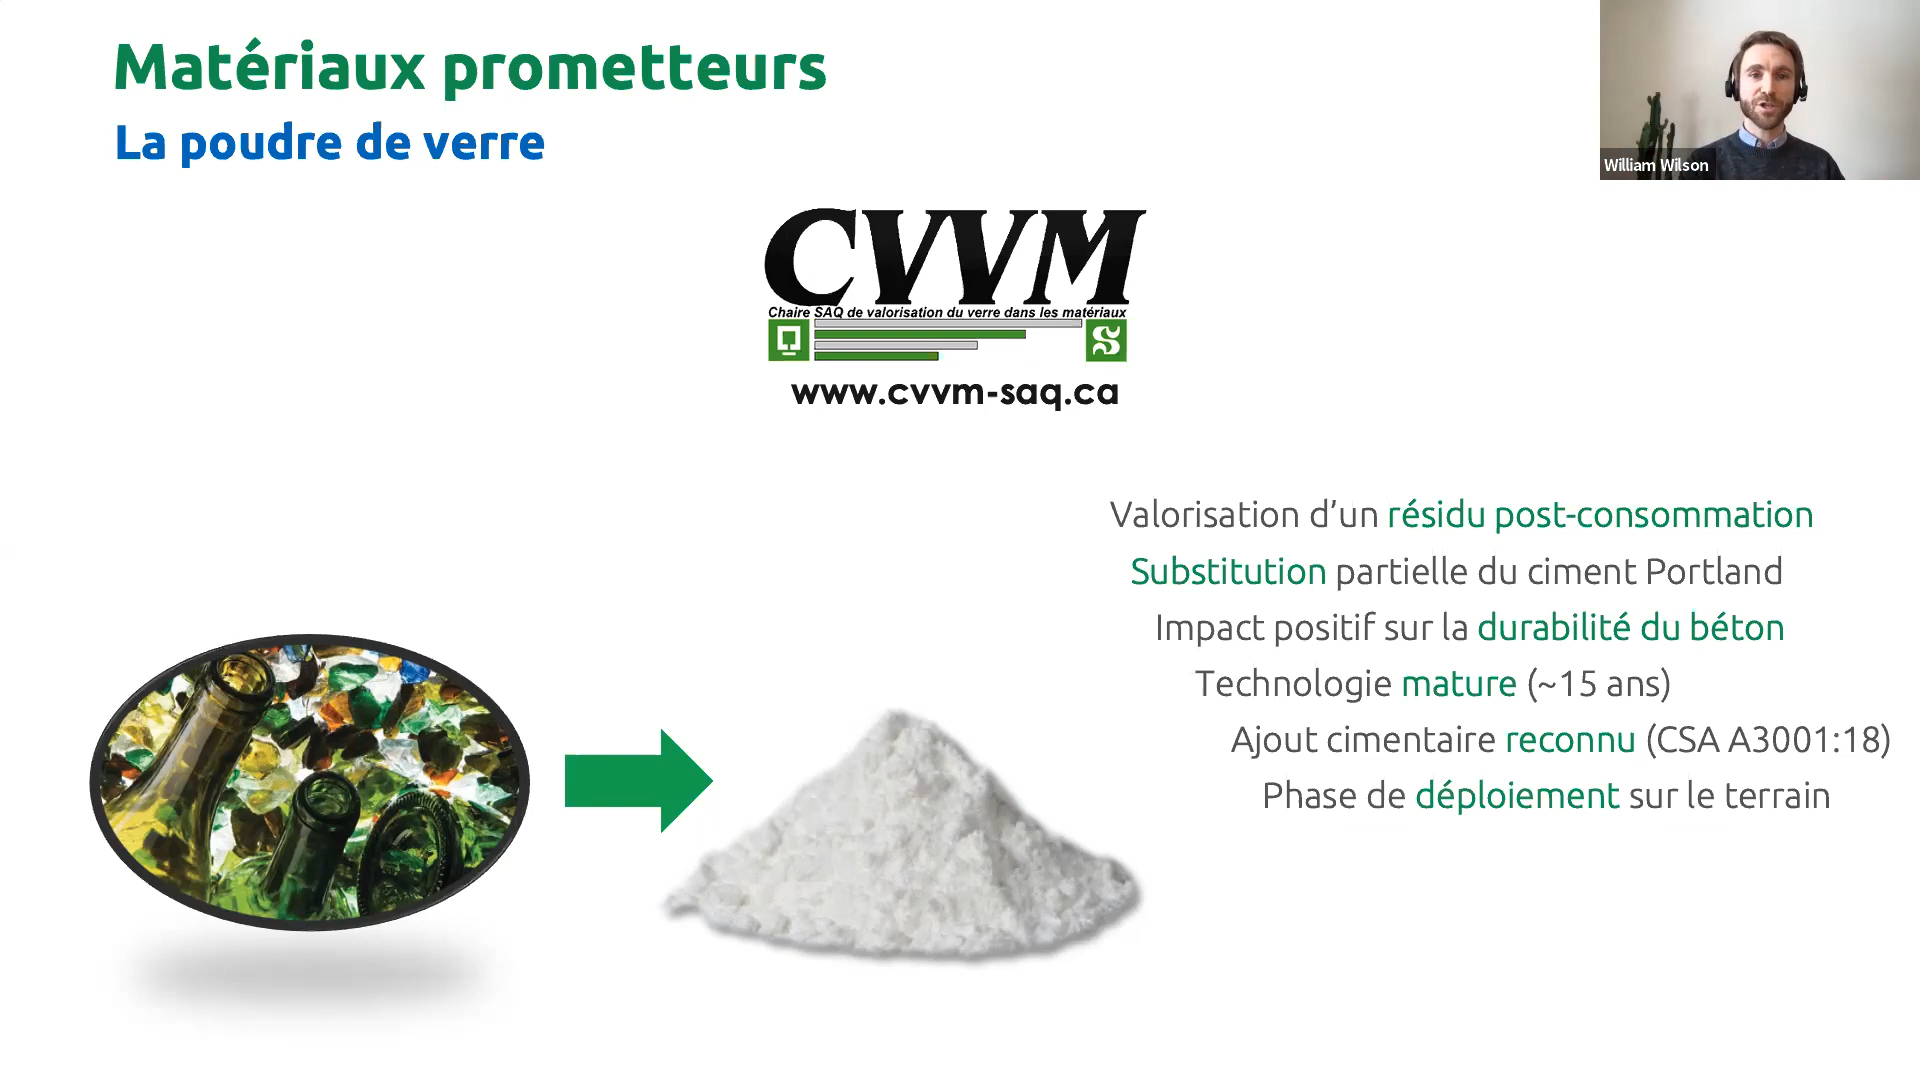 Matériaux prometteurs
La poudre de verre
William Wilson
CVVM
Chaire SAQ de valorisation du verre dans les matériaux
www.cvvm-saq.ca
Valorisation d’un résidu post-consommation
Substitution partielle du ciment Portland
Impact positif sur la durabilité du béton
Technologie mature (~15 ans)
Ajout cimentaire reconnu (CSA A3001:18)
Phase de déploiement sur le terrain